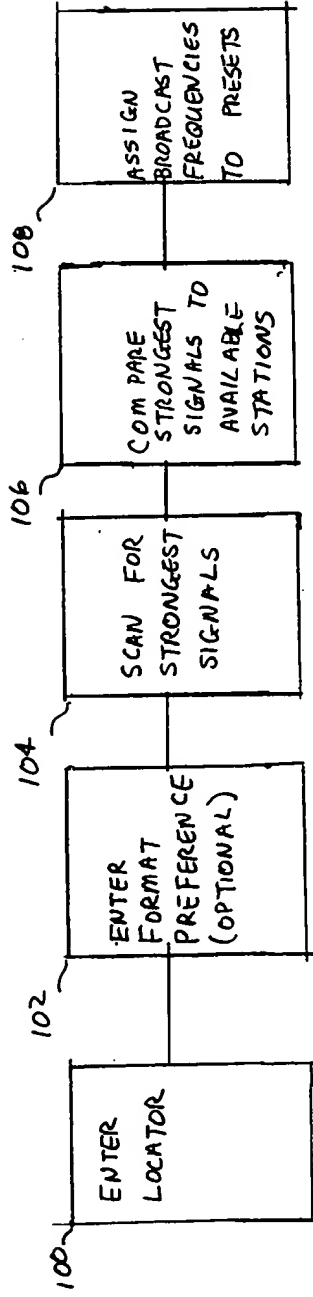 100
ENTER
LOCATOR
102
ENTER
FORMAT
PREFERENCE
(OPTIONAL)
104
SCAN FOR
STRONGEST
SIGNALS
106
COMPARE
STRONGEST
SIGNALS TO
AVAILABLE
STATIONS
108
ASSIGN
BROADCAST
FREQUENCIES
TO PRESETS